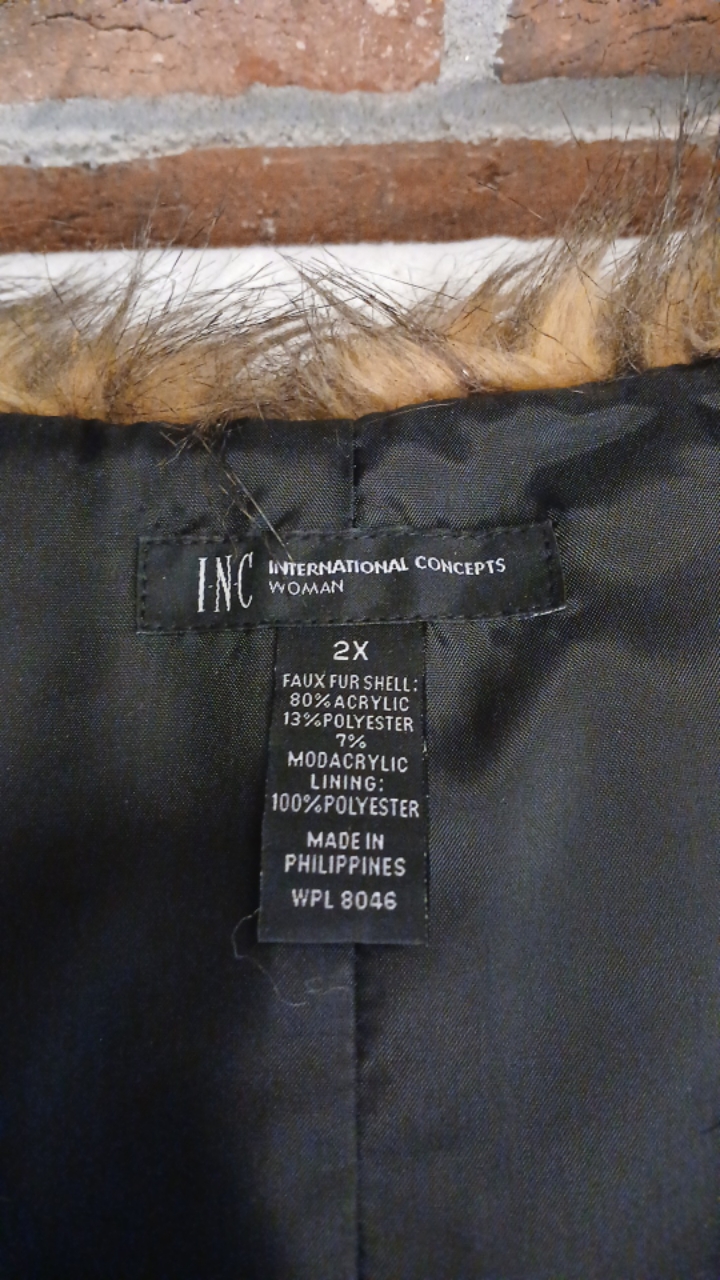 I·N·C INTERNATIONAL CONCEPTS
WOMAN
2X
FAUX FUR SHELL:
80% ACRYLIC
13% POLYESTER
7%
MODACRYLIC
LINING:
100% POLYESTER
MADE IN
PHILIPPINES
WPL 8046